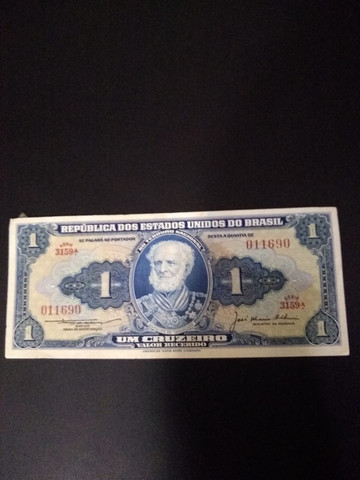 REPÚBLICA DOS ESTADOS UNIDOS DO BRASIL
SE PAGARÁ AO PORTADOR DESTA A QUANTIA DE
1 1
SÉRIE
3159A
011690
1 1
011690
SÉRIE
3159A
1 1
UM CRUZEIRO
VALOR RECEBIDO